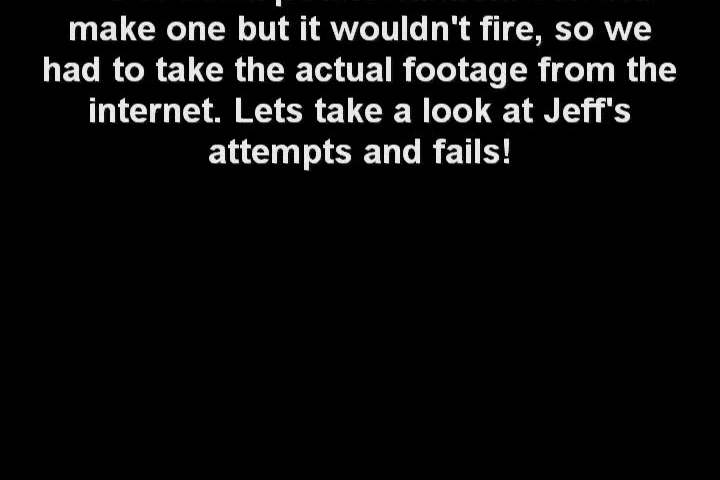 make one but it wouldn't fire, so we
had to take the actual footage from the
internet. Lets take a look at Jeff's
attempts and fails!